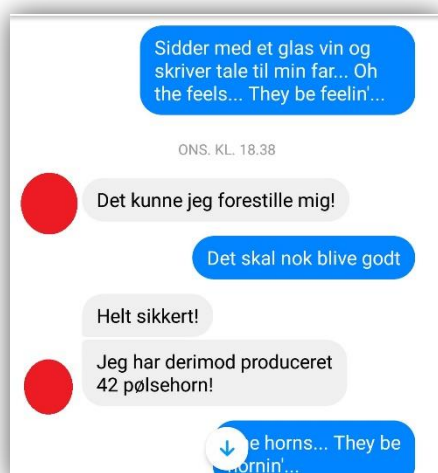 Sidder med et glas vin og
skriver tale til min far... Oh
the feels... They be feelin'...
ONS. KL. 18.38
Det kunne jeg forestille mig!
Det skal nok blive godt
Helt sikkert!
Jeg har derimod produceret
42 pølsehorn!
horns... They be
hornin'...